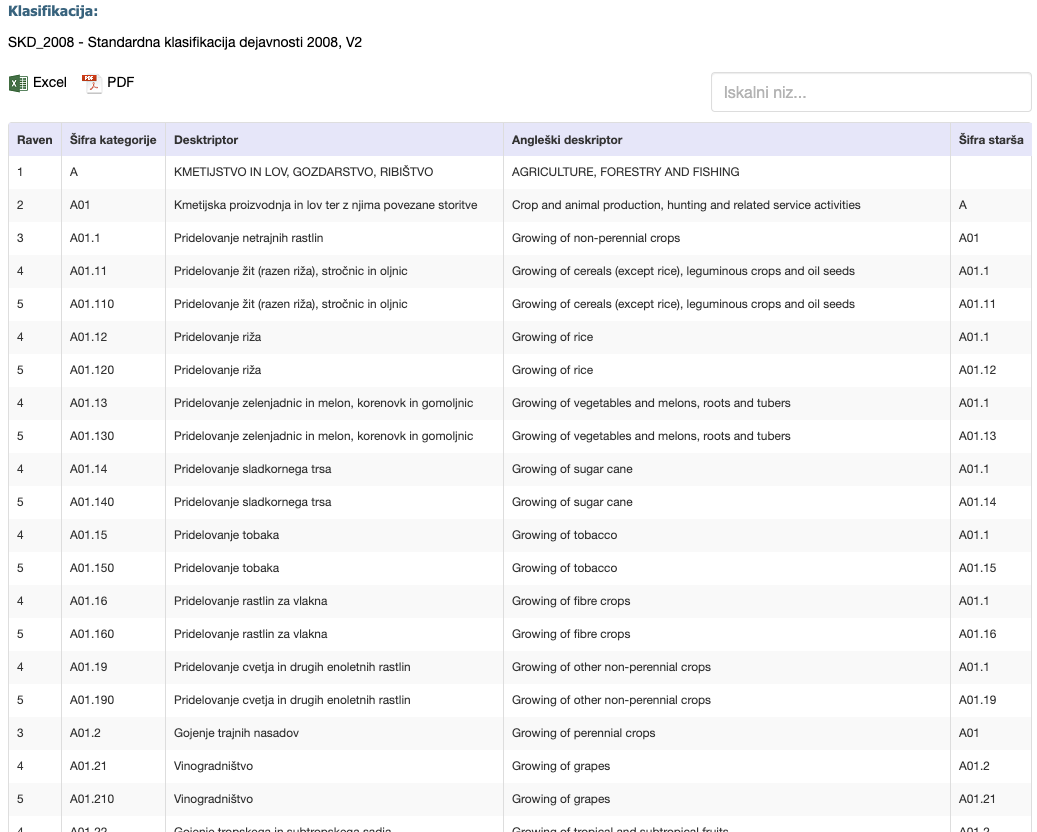 Klasifikacija:
SKD_2008 - Standardna klasifikacija dejavnosti 2008, V2
Excel PDF
Iskalni niz...
Raven Šifra kategorije Desktriptor Angleški deskriptor Šifra starša
1 A KMETIJSTVO IN LOV, GOZDARSTVO, RIBIŠTVO AGRICULTURE, FORESTRY AND FISHING
2 A01 Kmetijska proizvodnja in lov ter z njima povezane storitve Crop and animal production, hunting and related service activities A
3 A01.1 Pridelovanje netrajnih rastlin Growing of non-perennial crops A01
4 A01.11 Pridelovanje žit (razen riža), stročnic in oljnic Growing of cereals (except rice), leguminous crops and oil seeds A01.1
5 A01.110 Pridelovanje žit (razen riža), stročnic in oljnic Growing of cereals (except rice), leguminous crops and oil seeds A01.11
4 A01.12 Pridelovanje riža Growing of rice A01.1
5 A01.120 Pridelovanje riža Growing of rice A01.12
4 A01.13 Pridelovanje zelenjadnic in melon, korenovk in gomoljnic Growing of vegetables and melons, roots and tubers A01.1
5 A01.130 Pridelovanje zelenjadnic in melon, korenovk in gomoljnic Growing of vegetables and melons, roots and tubers A01.13
4 A01.14 Pridelovanje sladkornega trsa Growing of sugar cane A01.1
5 A01.140 Pridelovanje sladkornega trsa Growing of sugar cane A01.14
4 A01.15 Pridelovanje tobaka Growing of tobacco A01.1
5 A01.150 Pridelovanje tobaka Growing of tobacco A01.15
4 A01.16 Pridelovanje rastlin za vlakna Growing of fibre crops A01.1
5 A01.160 Pridelovanje rastlin za vlakna Growing of fibre crops A01.16
4 A01.19 Pridelovanje cvetja in drugih enoletnih rastlin Growing of other non-perennial crops A01.1
5 A01.190 Pridelovanje cvetja in drugih enoletnih rastlin Growing of other non-perennial crops A01.19
3 A01.2 Gojenje trajnih nasadov Growing of perennial crops A01
4 A01.21 Vinogradništvo Growing of grapes A01.2
5 A01.210 Vinogradništvo Growing of grapes A01.21
4 A01.22 Gojenje tropskega in subtropskega sadja Growing of tropical and subtropical fruits A01.2